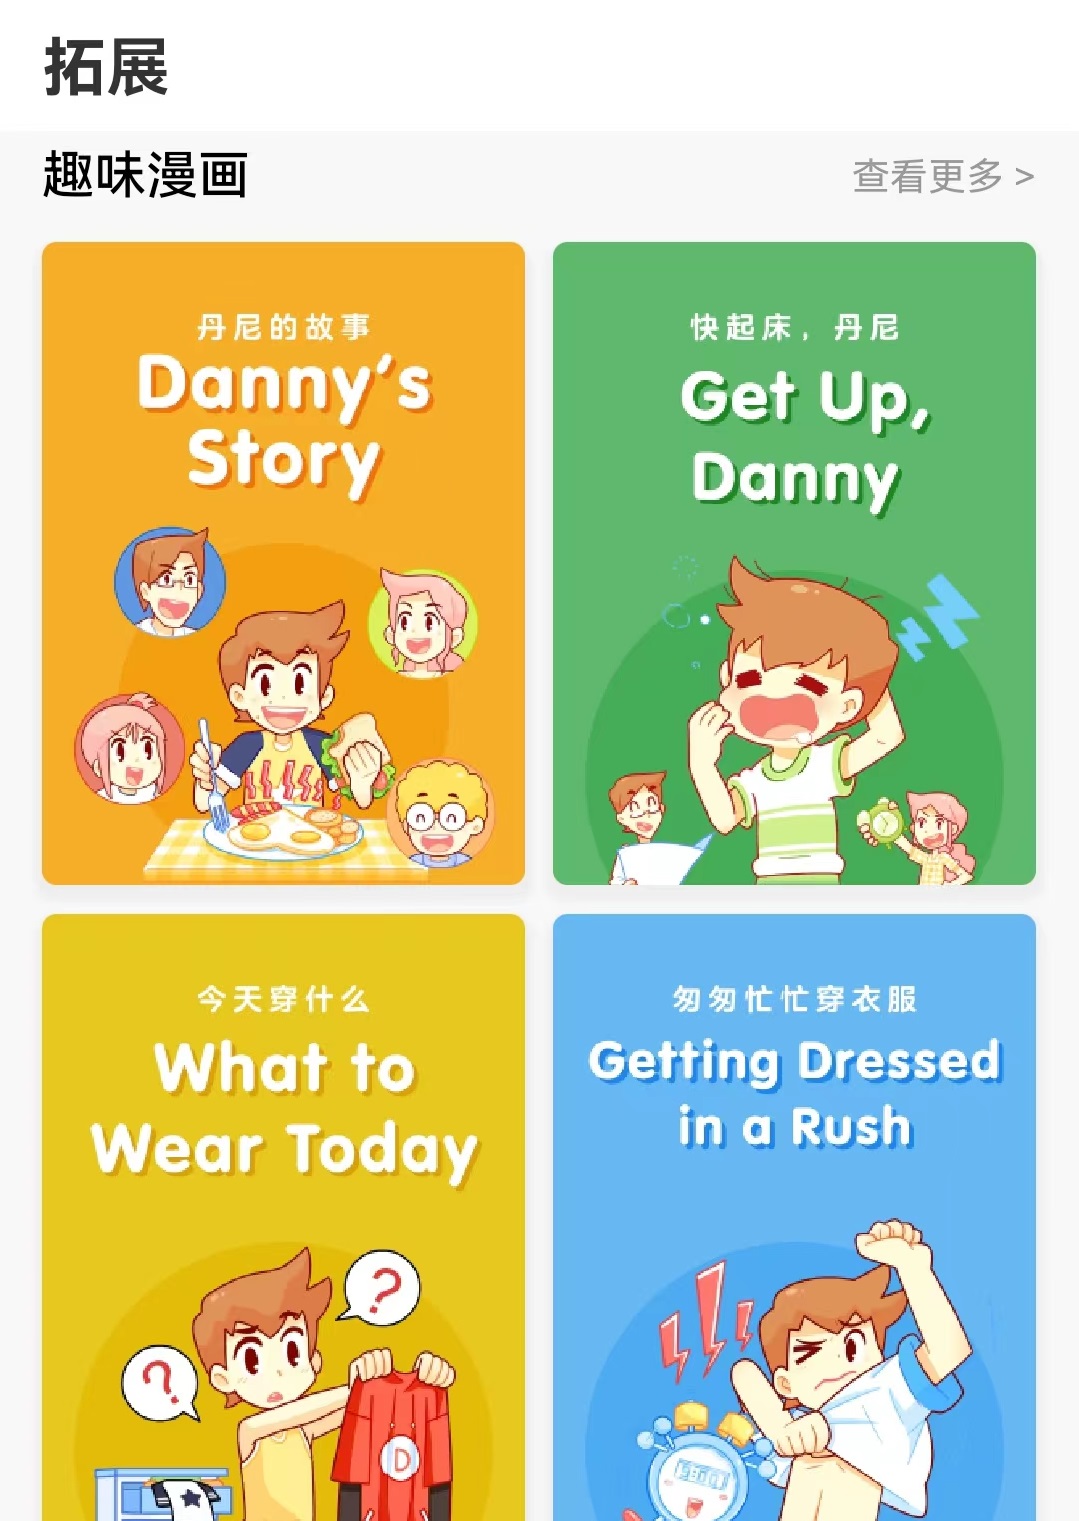 拓展
趣味漫画
查看更多 >
丹尼的故事
Danny's
Story
快起床，丹尼
Get Up,
Danny
今天穿什么
What to
Wear Today
? 
?
D
匆匆忙忙穿衣服
Getting Dressed
in a Rush